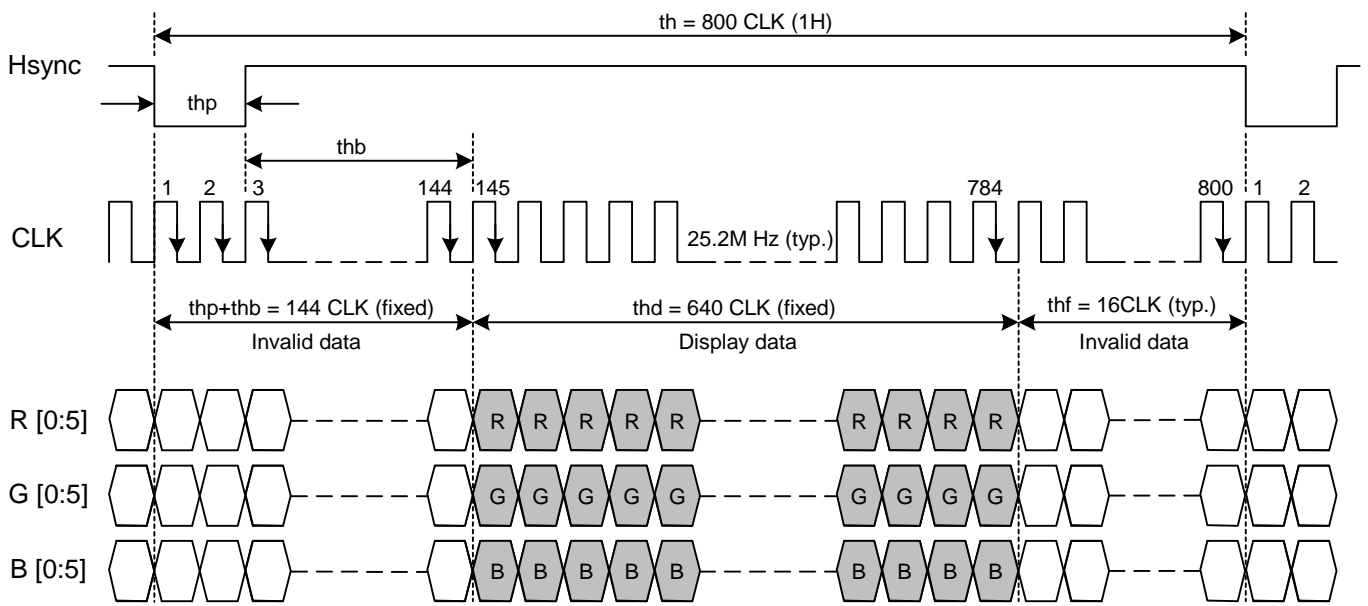 th = 800 CLK (1H)
Hsync
thp
thb
1 2 3 144 145 784 800 1 2
CLK
25.2M Hz (typ.)
thp+thb = 144 CLK (fixed) thd = 640 CLK (fixed) thf = 16CLK (typ.)
Invalid data Display data Invalid data
R [0:5] R R R R R R R R R
G [0:5] G G G G G G G G G
B [0:5] B B B B B B B B B